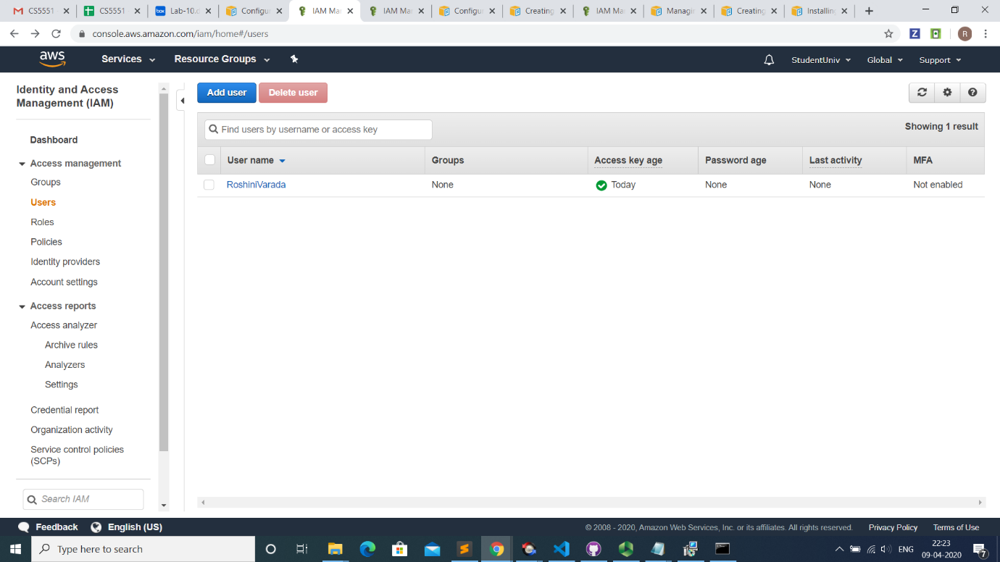 CS5551
CS5551
Lab-10.c
Configu
IAM Ma
IAM Ma
Configu
Creating
IAM Ma
Managin
Creating
Installing
console.aws.amazon.com/iam/home#/users
R
aws
Services
Resource Groups
StudentUniv
Global
Support
Identity and Access
Management (IAM)
Dashboard
Access management
Groups
Users
Roles
Policies
Identity providers
Account settings
Access reports
Access analyzer
Archive rules
Analyzers
Settings
Credential report
Organization activity
Service control policies
(SCPs)
Search IAM
Add user
Delete user
Find users by username or access key
Showing 1 result
User name Groups Access key age Password age Last activity MFA
RoshiniVarada None Today None None Not enabled
Feedback
English (US)
© 2008 - 2020, Amazon Web Services, Inc. or its affiliates. All rights reserved.
Privacy Policy
Terms of Use
Type here to search
ENG
22:23
09-04-2020
7